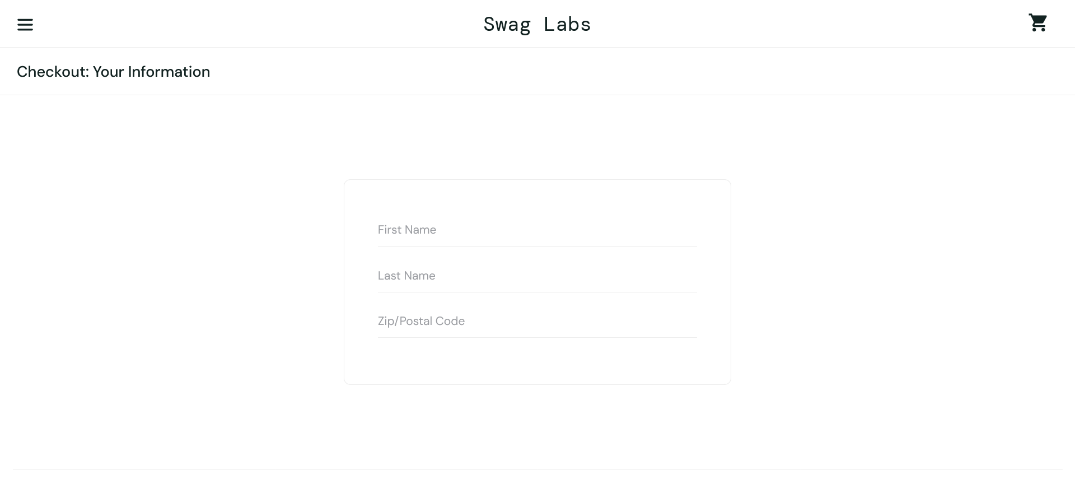 Swag Labs
Checkout: Your Information
First Name
Last Name
Zip/Postal Code